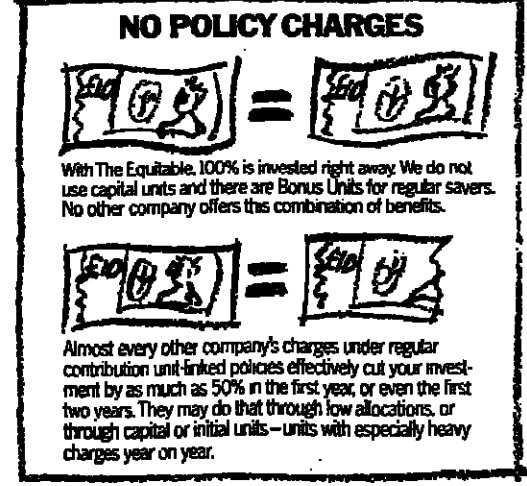 NO POLICY CHARGES
£10 = £10
With The Equitable, 100% is invested right away. We do not
use capital units and there are Bonus Units for regular savers.
No other company offers this combination of benefits.
£10 = £10
Almost every other company's charges under regular
contribution unit-linked policies effectively cut your invest-
ment by as much as 50% in the first year, or even the first
two years. They may do that through low allocations, or
through capital or initial units – units with especially heavy
charges year on year.